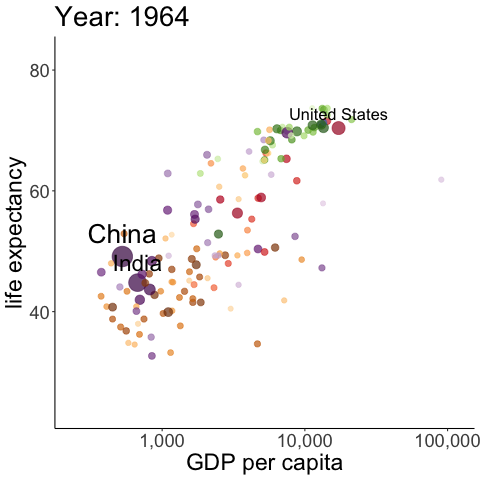 Year: 1964
80
60
40
life expectancy
United States
China
India
1,000
10,000
100,000
GDP per capita